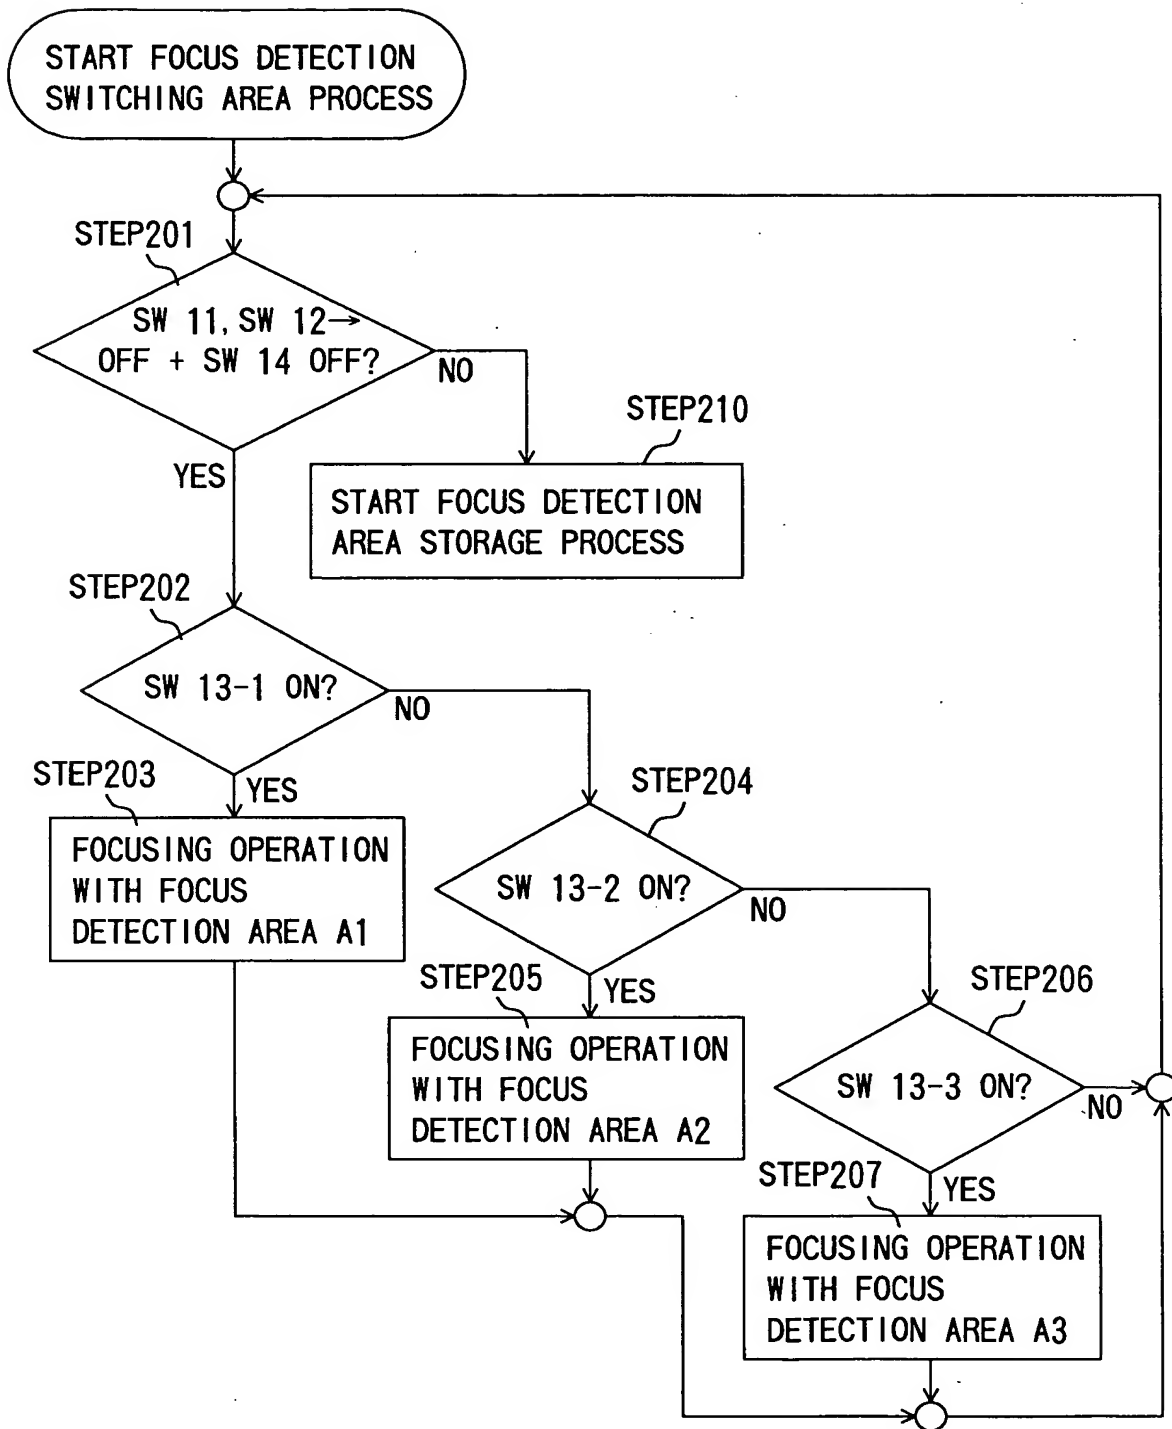 START FOCUS DETECTION
SWITCHING AREA PROCESS
STEP201
SW 11, SW 12→
OFF + SW 14 OFF?
NO
YES
STEP210
START FOCUS DETECTION
AREA STORAGE PROCESS
STEP202
SW 13-1 ON?
NO
YES
STEP203
FOCUSING OPERATION
WITH FOCUS
DETECTION AREA A1
STEP204
SW 13-2 ON?
NO
YES
STEP205
FOCUSING OPERATION
WITH FOCUS
DETECTION AREA A2
STEP206
SW 13-3 ON?
NO
YES
STEP207
FOCUSING OPERATION
WITH FOCUS
DETECTION AREA A3